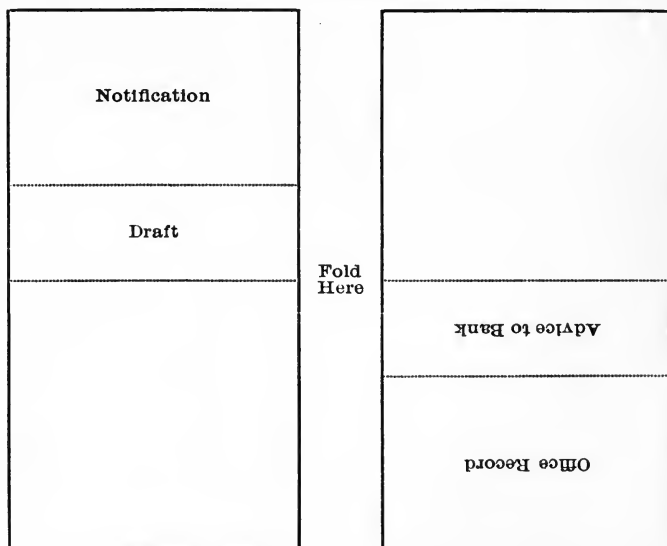 Notification
Draft
Fold
Here
Advice to Bank
Office Record